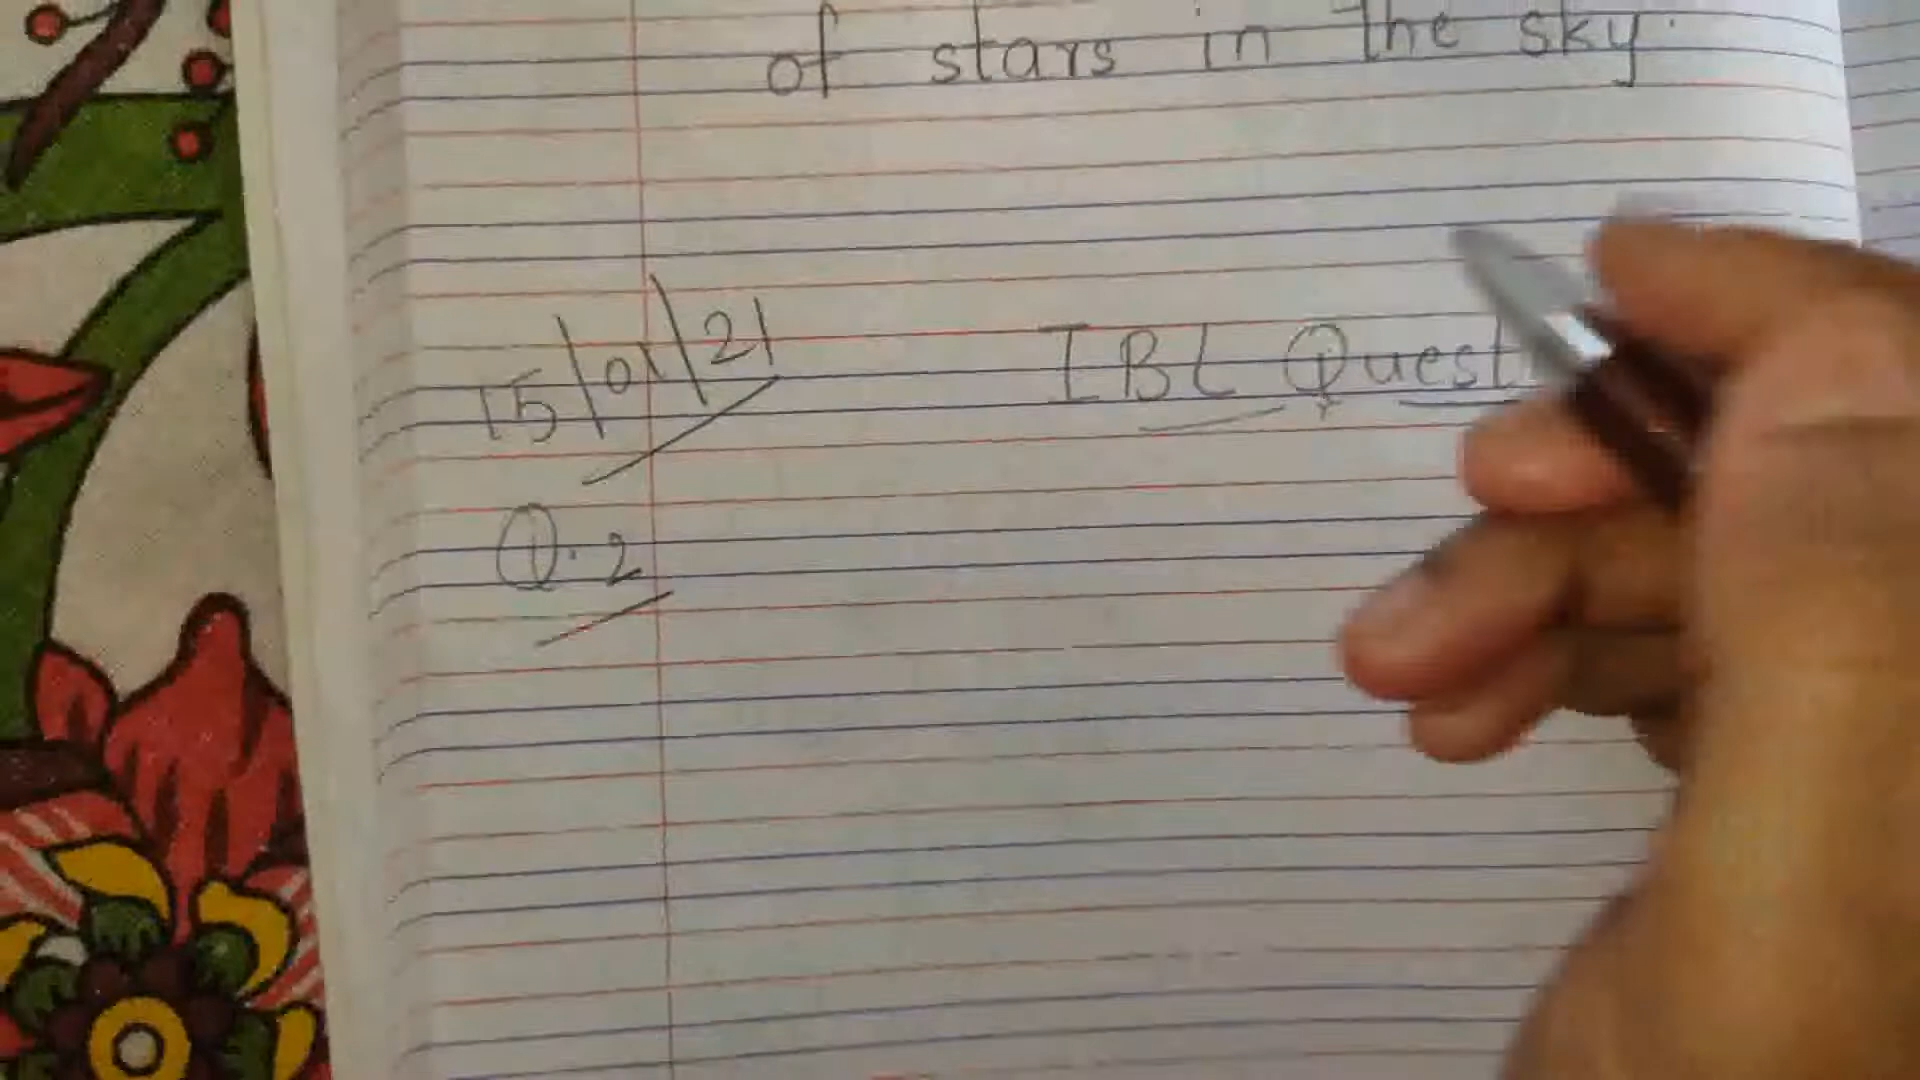 of stars in the sky.
15|01|21
IBL Quest
Q.2